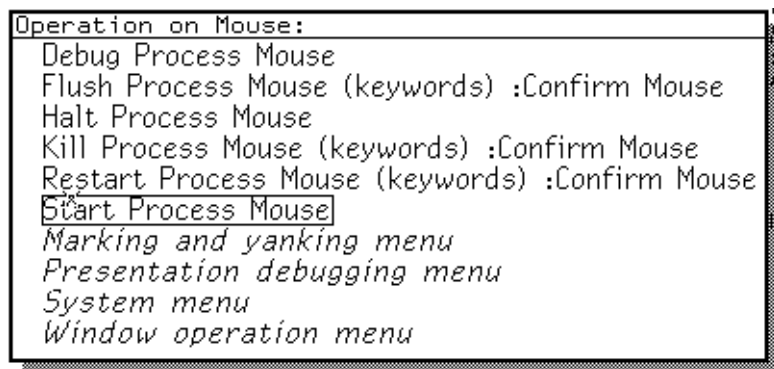 Operation on Mouse:
Debug Process Mouse
Flush Process Mouse (keywords) :Confirm Mouse
Halt Process Mouse
Kill Process Mouse (keywords) :Confirm Mouse
Restart Process Mouse (keywords) :Confirm Mouse
Start Process Mouse
Marking and yanking menu
Presentation debugging menu
System menu
Window operation menu